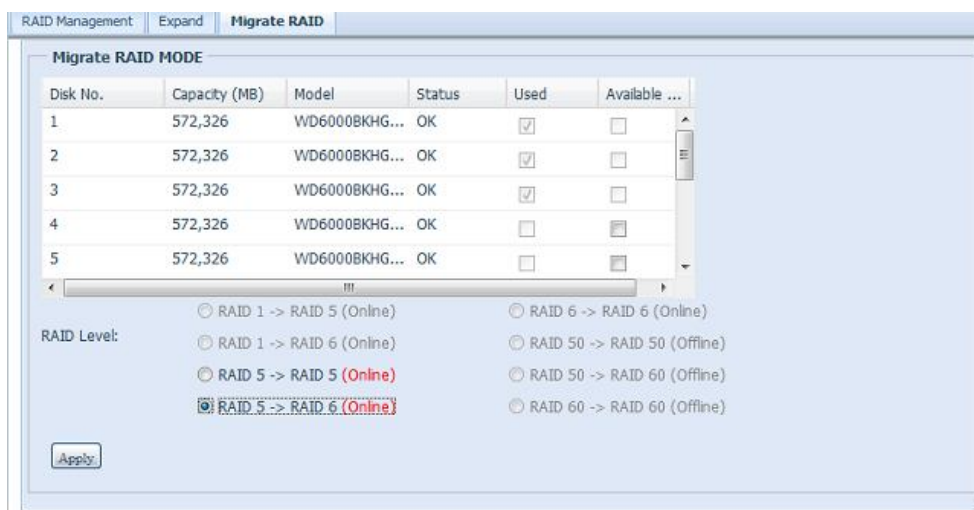 RAID Management Expand Migrate RAID
Migrate RAID MODE
Disk No. Capacity (MB) Model Status Used Available ...
1 572,326 WD6000BKHG... OK
2 572,326 WD6000BKHG... OK
3 572,326 WD6000BKHG... OK
4 572,326 WD6000BKHG... OK
5 572,326 WD6000BKHG... OK
RAID Level:
RAID 1 -> RAID 5 (Online) RAID 6 -> RAID 6 (Online)
RAID 1 -> RAID 6 (Online) RAID 50 -> RAID 50 (Offline)
RAID 5 -> RAID 5 (Online) RAID 50 -> RAID 60 (Offline)
RAID 5 -> RAID 6 (Online) RAID 60 -> RAID 60 (Offline)
Apply